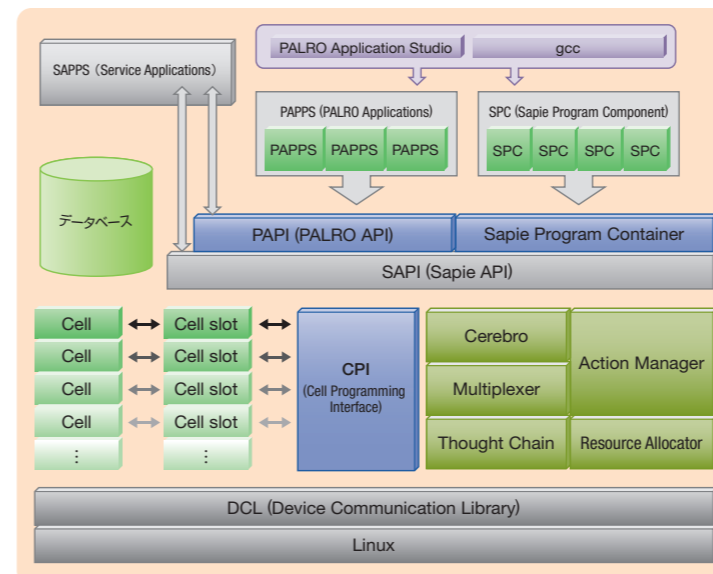 PALRO Application Studio
gcc
SAPPS（Service Applications）
PAPPS (PALRO Applications)
PAPPS PAPPS PAPPS
SPC (Sapie Program Component)
SPC SPC SPC SPC
データベース
PAPI (PALRO API)
Sapie Program Container
SAPI (Sapie API)
Cell
Cell slot
Cell
Cell slot
Cell
Cell slot
Cell
Cell slot
⋮
⋮
CPI
(Cell Programming
Interface)
Cerebro
Multiplexer
Thought Chain
Action Manager
Resource Allocator
DCL (Device Communication Library)
Linux